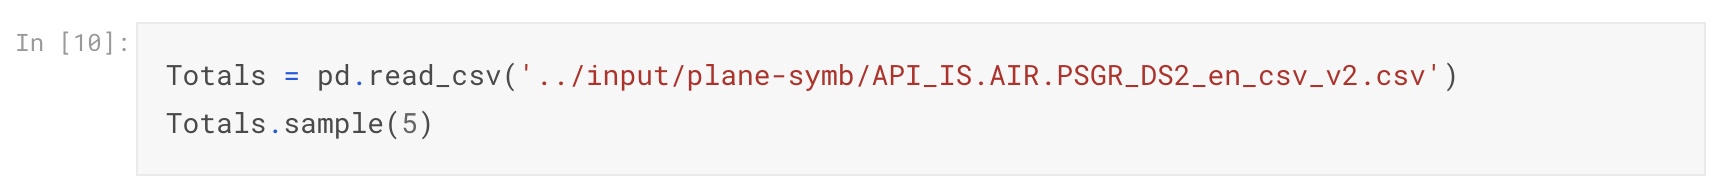 In [10]:
Totals = pd.read_csv('../input/plane-symb/API_IS.AIR.PSGR_DS2_en_csv_v2.csv')
Totals.sample(5)